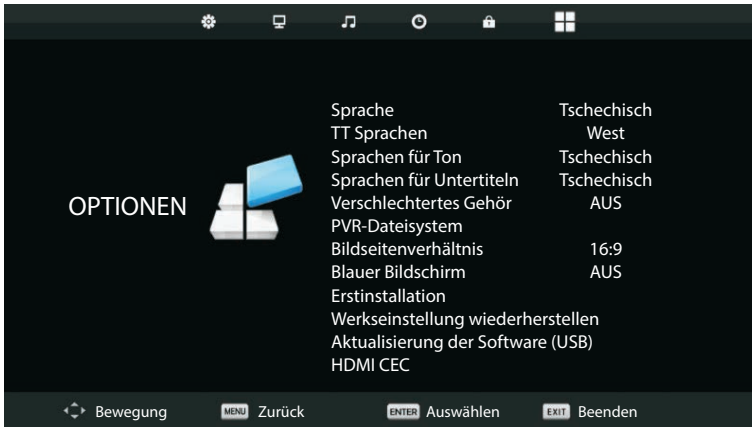 OPTIONEN
Sprache Tschechisch
TT Sprachen West
Sprachen für Ton Tschechisch
Sprachen für Untertiteln Tschechisch
Verschlechtertes Gehör AUS
PVR-Dateisystem
Bildseitenverhältnis 16:9
Blauer Bildschirm AUS
Erstinstallation
Werkseinstellung wiederherstellen
Aktualisierung der Software (USB)
HDMI CEC
Bewegung MENU Zurück ENTER Auswählen EXIT Beenden